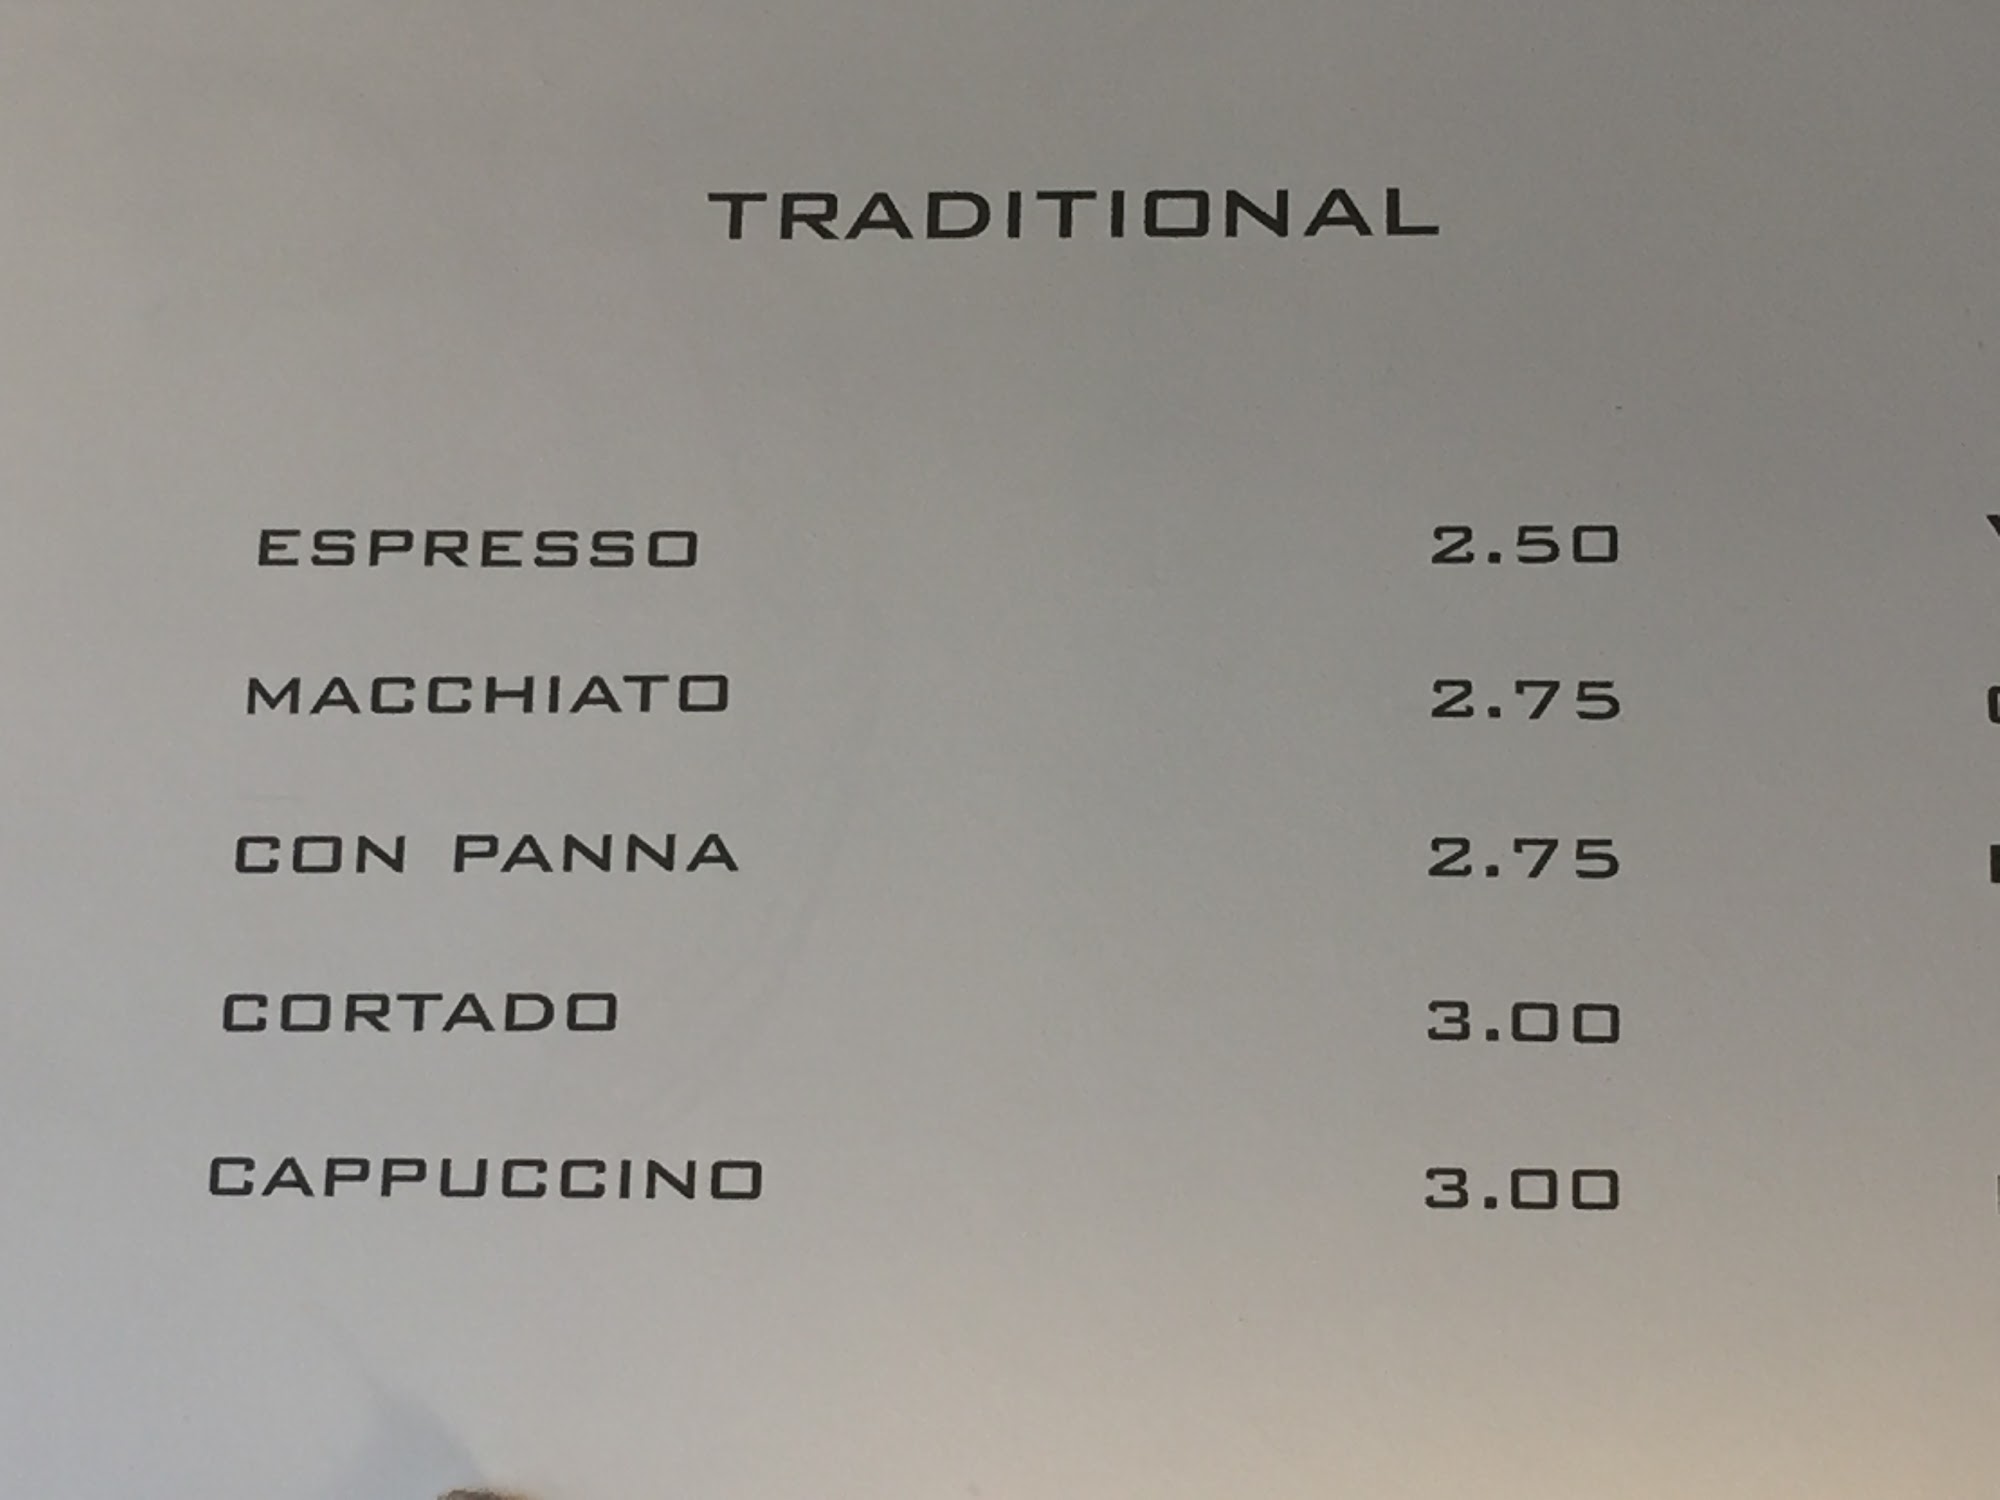 TRADITIONAL
ESPRESSO 2.50
MACCHIATO 2.75
CON PANNA 2.75
CORTADO 3.00
CAPPUCCINO 3.00